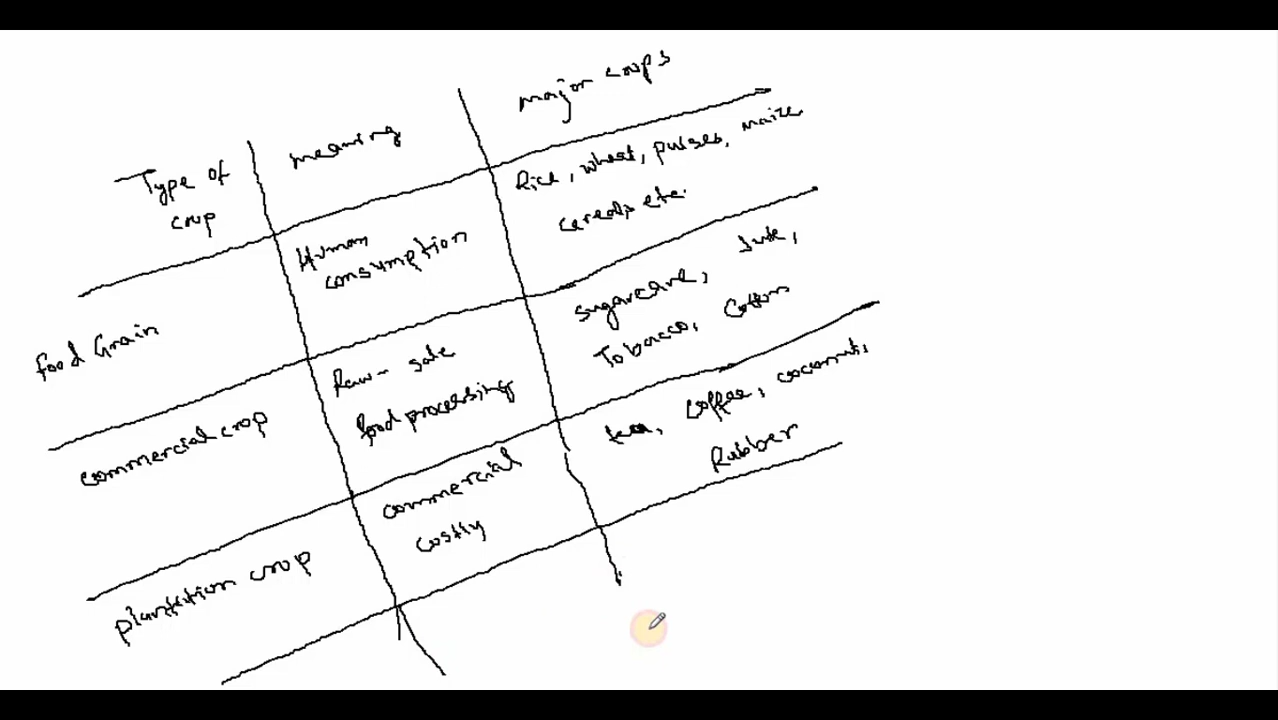 Type of
crop
meaning
major crops
Food Grain
Human
consumption
Rice, wheat, pulses, maize
cereals etc.
commercial crop
Raw - sale
food processing
sugarcane, Jute,
Tobacco, Cotton
plantation crop
commercial
costly
tea, coffee, coconut,
Rubber